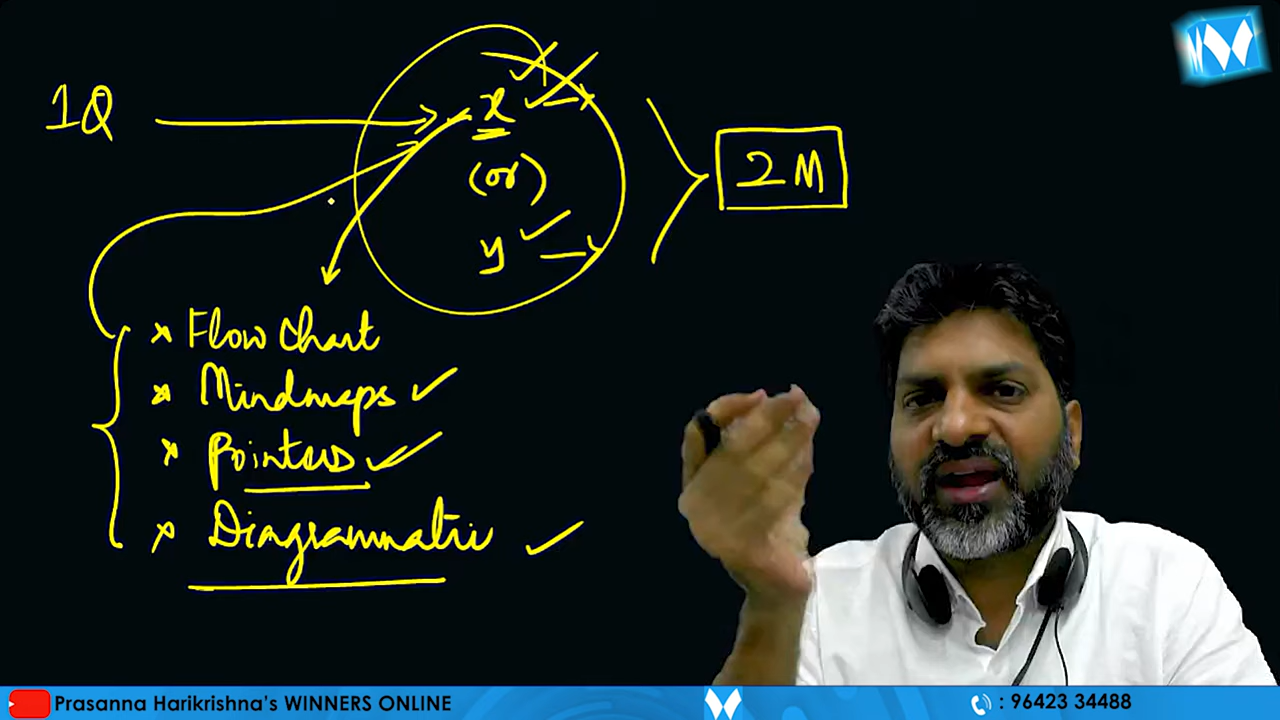 1Q
x
(or)
y
2M
* Flow Chart
* Mindmaps
* Pointers
* Diagrammatic
Prasanna Harikrishna's WINNERS ONLINE
: 96423 34488